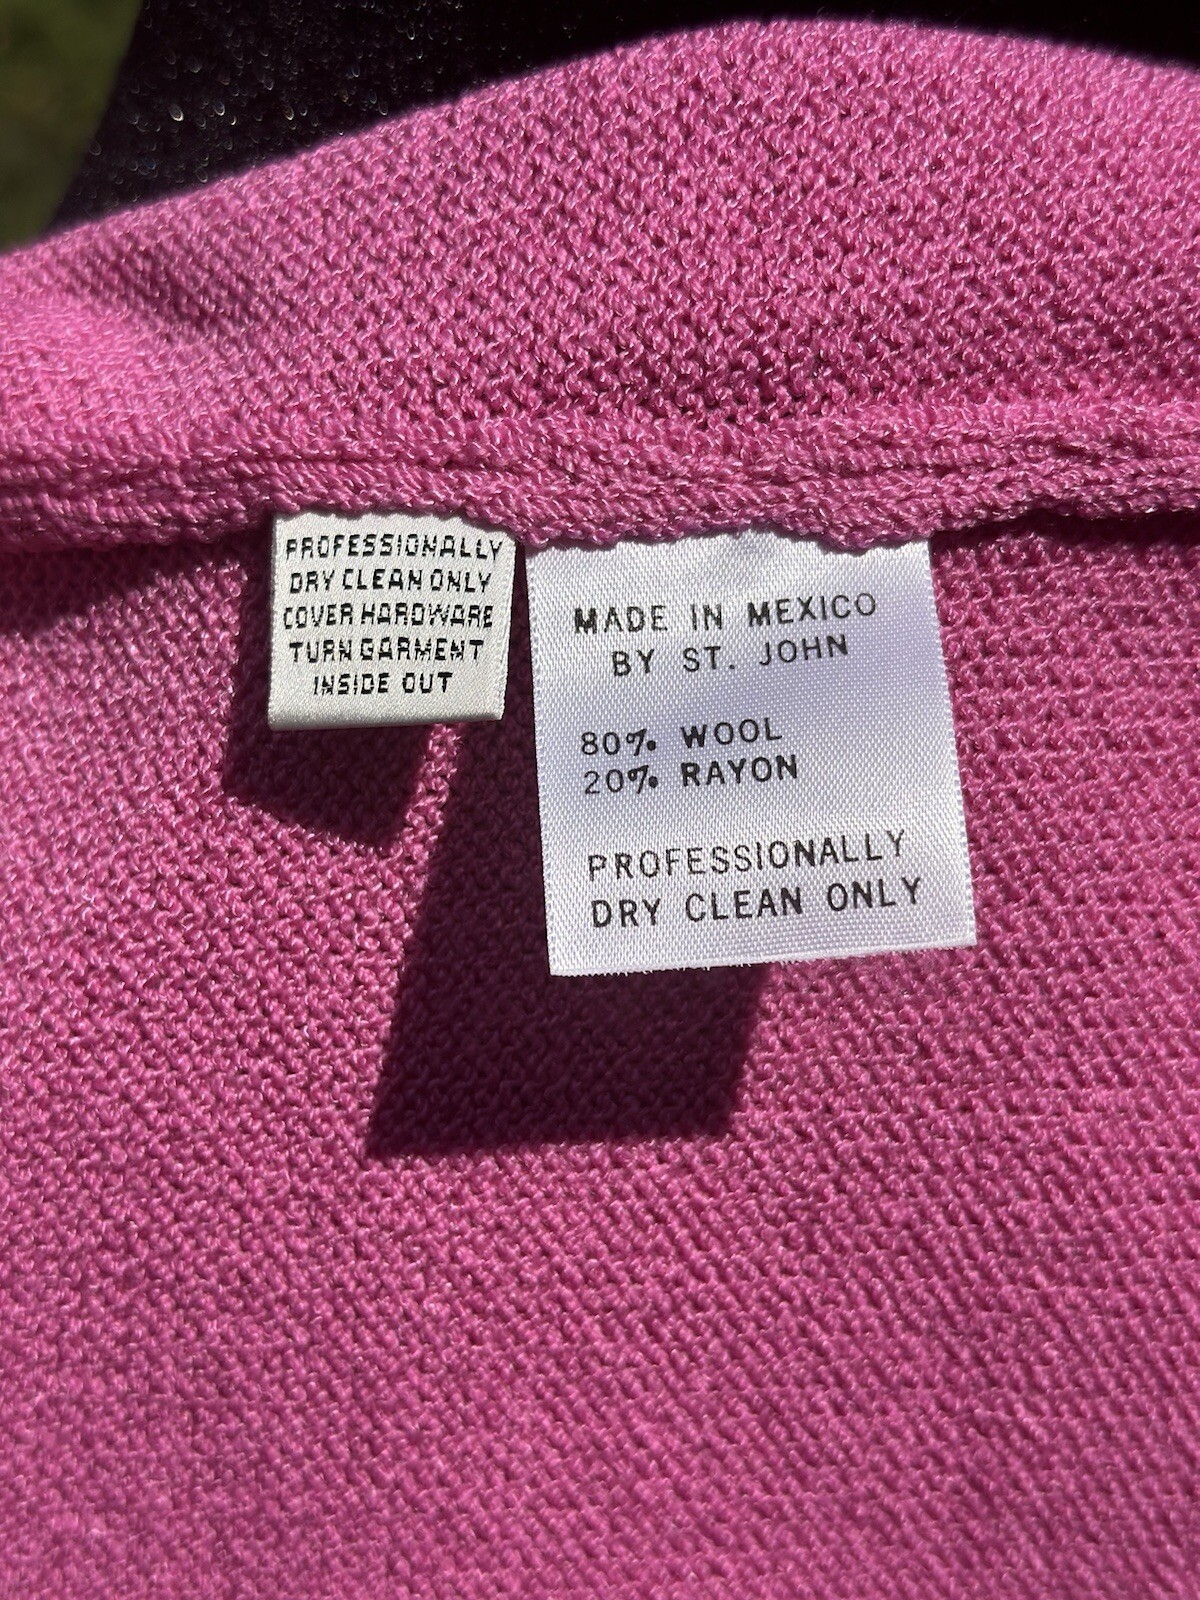 PROFESSIONALLY
DRY CLEAN ONLY
COVER HARDWARE
TURN GARMENT
INSIDE OUT
MADE IN MEXICO
BY ST. JOHN
80% WOOL
20% RAYON
PROFESSIONALLY
DRY CLEAN ONLY